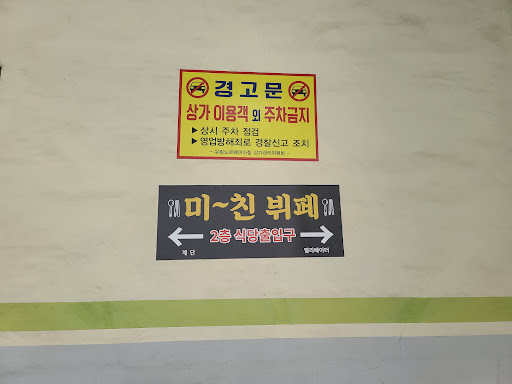 경고문
상가 이용객 외 주차금지
▶상시 주차 점검
▶영업방해죄로 경찰신고 조치
미~친 뷔페
2층 식당출입구
계단 엘리베이터